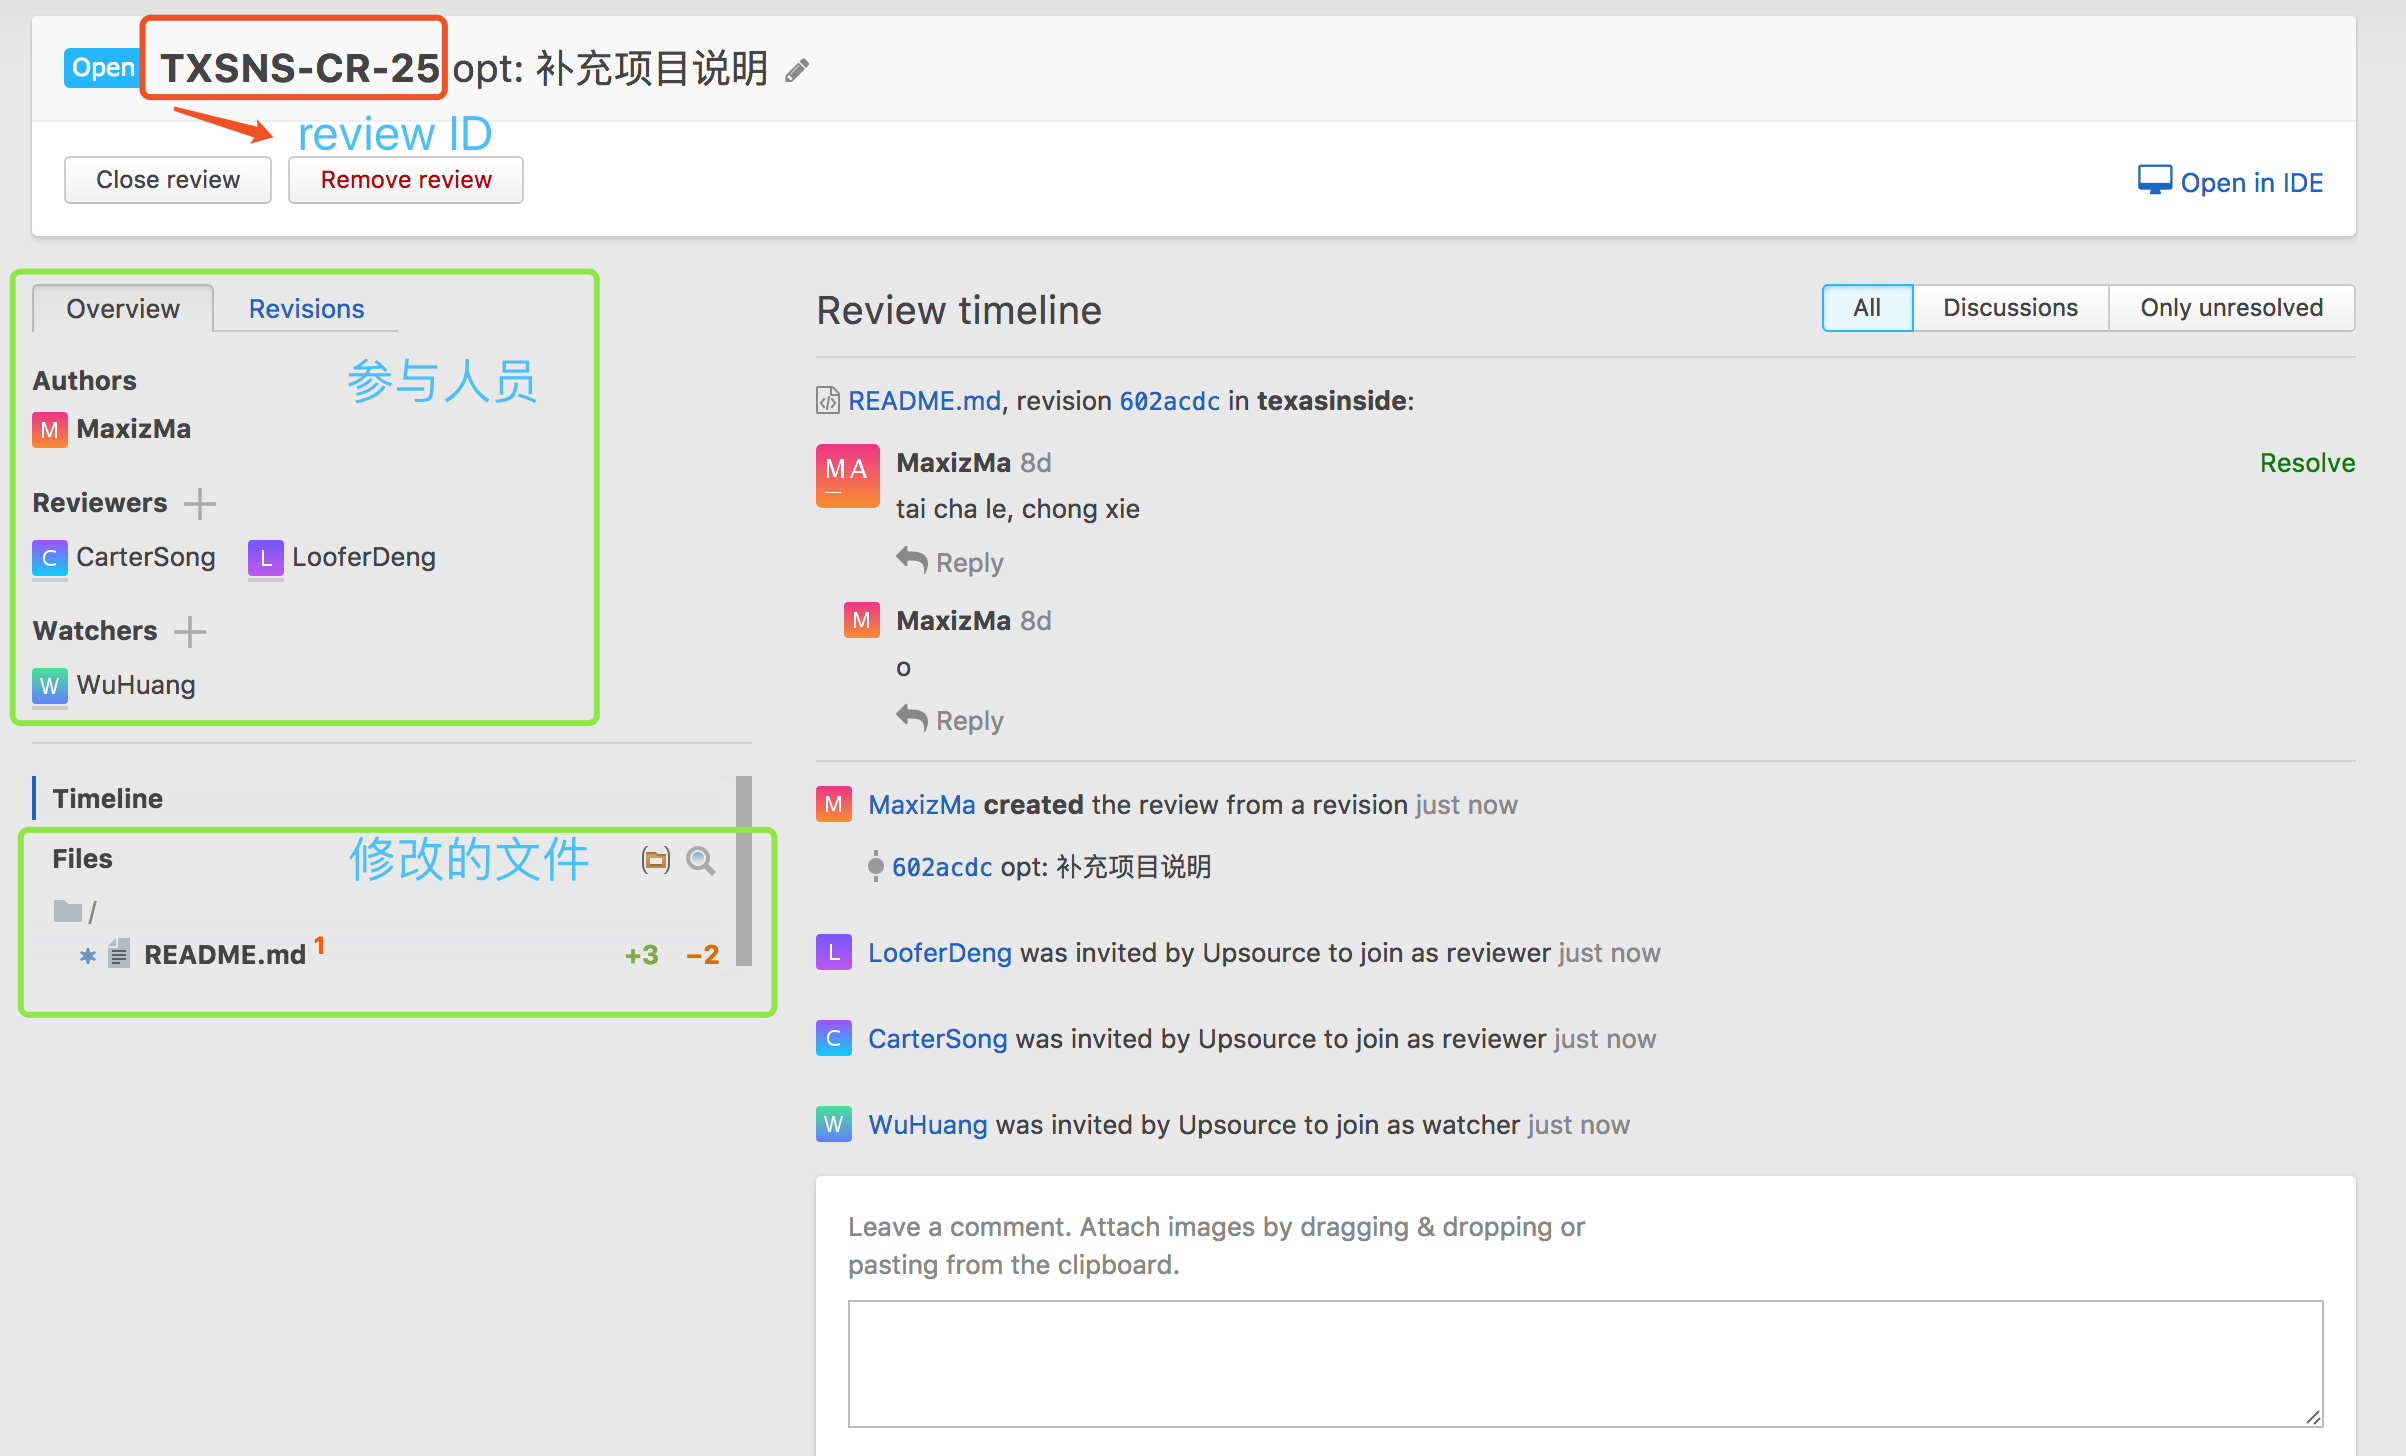 Open TXSNS-CR-25 opt: 补充项目说明
review ID
Close review Remove review Open in IDE
Overview Revisions
参与人员
Authors
M MaxizMa
Reviewers
C CarterSong L LooferDeng
Watchers
W WuHuang
Timeline
Files 修改的文件
/
* README.md 1 +3 −2
Review timeline All Discussions Only unresolved
README.md, revision 602acdc in texasinside:
MA MaxizMa 8d Resolve
tai cha le, chong xie
Reply
M MaxizMa 8d
o
Reply
M MaxizMa created the review from a revision just now
602acdc opt: 补充项目说明
L LooferDeng was invited by Upsource to join as reviewer just now
C CarterSong was invited by Upsource to join as reviewer just now
W WuHuang was invited by Upsource to join as watcher just now
Leave a comment. Attach images by dragging & dropping or
pasting from the clipboard.